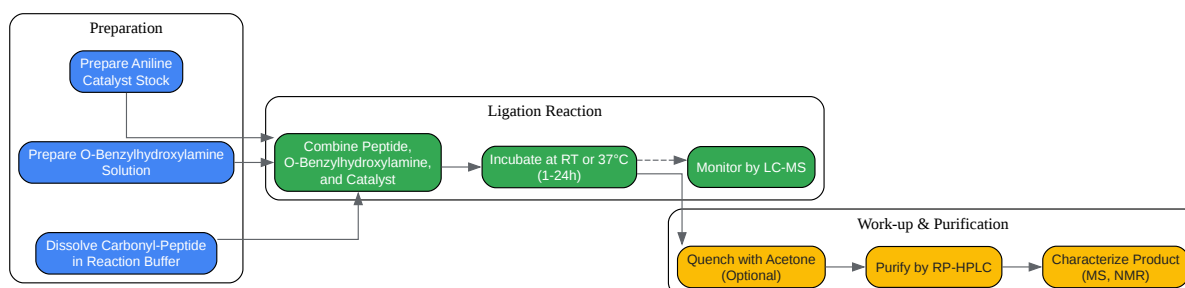 Preparation
Prepare Aniline
Catalyst Stock
Prepare O-Benzylhydroxylamine
Solution
Dissolve Carbonyl-Peptide
in Reaction Buffer
Ligation Reaction
Combine Peptide,
O-Benzylhydroxylamine,
and Catalyst
Incubate at RT or 37°C
(1-24h)
Monitor by LC-MS
Work-up & Purification
Quench with Acetone
(Optional)
Purify by RP-HPLC
Characterize Product
(MS, NMR)